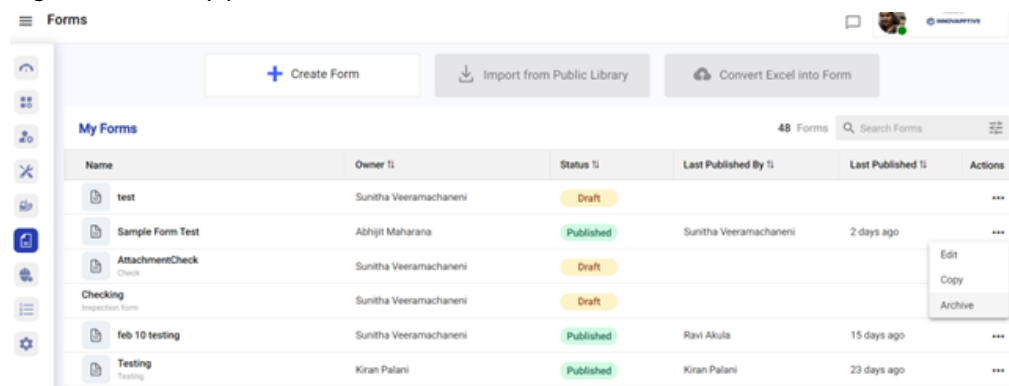 Forms
INNOVAPPTIVE
Create Form
Import from Public Library
Convert Excel into Form
My Forms
48 Forms
Search Forms
Name Owner Status Last Published By Last Published Actions
test Sunitha Veeramachaneni Draft
Sample Form Test Abhijit Maharana Published Sunitha Veeramachaneni 2 days ago
Edit
AttachmentCheck Sunitha Veeramachaneni Draft
Check
Copy
Checking Sunitha Veeramachaneni Draft
Inspection form
Archive
feb 10 testing Sunitha Veeramachaneni Published Ravi Akula 15 days ago
Testing Kiran Palani Published Kiran Palani 23 days ago
Testing